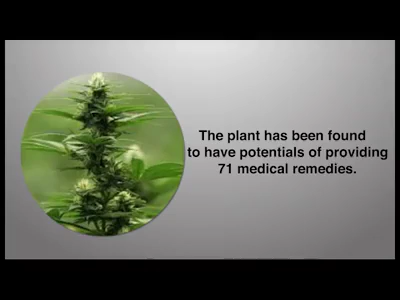 The plant has been found
to have potentials of providing
71 medical remedies.